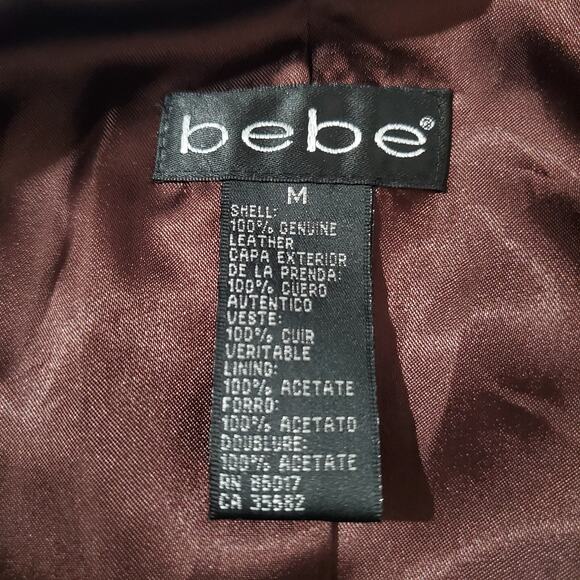 bebe®
M
SHELL:
100% GENUINE
LEATHER
CAPA EXTERIOR
DE LA PRENDA:
100% CUERO
AUTENTICO
VESTE:
100% CUIR
VERITABLE
LINING:
100% ACETATE
FORRO:
100% ACETATO
DOUBLURE:
100% ACETATE
RN 85017
CA 35582